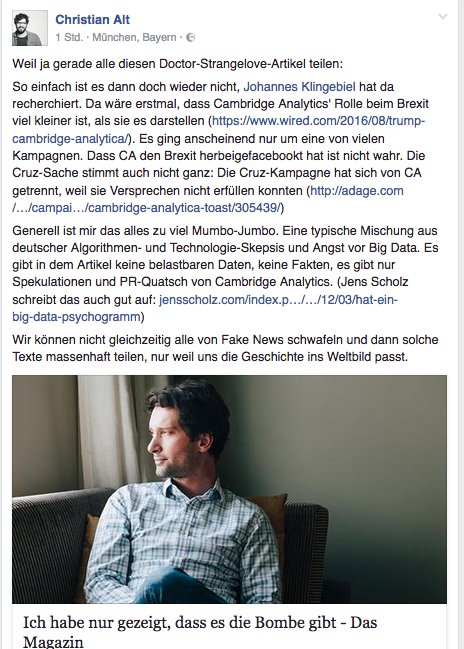 Christian Alt
1 Std. · München, Bayern ·
Weil ja gerade alle diesen Doctor-Strangelove-Artikel teilen:
So einfach ist es dann doch wieder nicht, Johannes Klingebiel hat da
recherchiert. Da wäre erstmal, dass Cambridge Analytics' Rolle beim Brexit
viel kleiner ist, als sie es darstellen (https://www.wired.com/2016/08/trump-
cambridge-analytica/). Es ging anscheinend nur um eine von vielen
Kampagnen. Dass CA den Brexit herbeigefacebookt hat ist nicht wahr. Die
Cruz-Sache stimmt auch nicht ganz: Die Cruz-Kampagne hat sich von CA
getrennt, weil sie Versprechen nicht erfüllen konnten (http://adage.com
/…/campai…/cambridge-analytica-toast/305439/)
Generell ist mir das alles zu viel Mumbo-Jumbo. Eine typische Mischung aus
deutscher Algorithmen- und Technologie-Skepsis und Angst vor Big Data. Es
gibt in dem Artikel keine belastbaren Daten, keine Fakten, es gibt nur
Spekulationen und PR-Quatsch von Cambridge Analytics. (Jens Scholz
schreibt das auch gut auf: jensscholz.com/index.p…/…/12/03/hat-ein-
big-data-psychogramm)
Wir können nicht gleichzeitig alle von Fake News schwafeln und dann solche
Texte massenhaft teilen, nur weil uns die Geschichte ins Weltbild passt.
Ich habe nur gezeigt, dass es die Bombe gibt - Das
Magazin